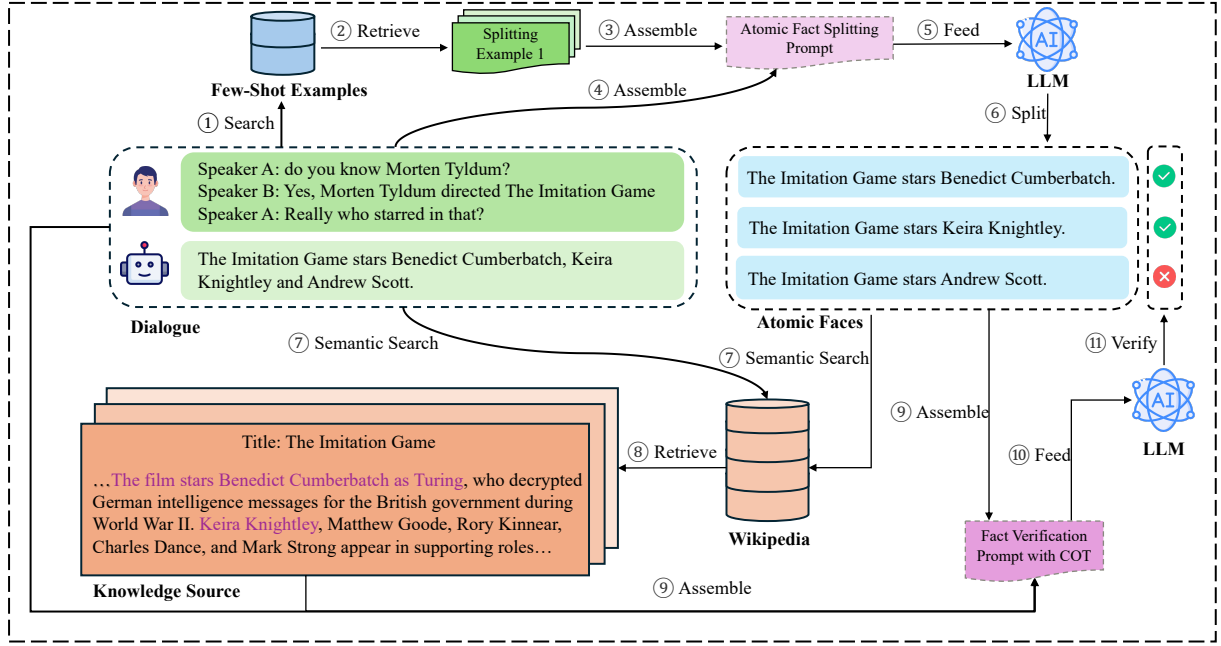 ② Retrieve
③ Assemble
⑤ Feed
Splitting
Example 1
Atomic Fact Splitting
Prompt
AI
LLM
Few-Shot Examples
④ Assemble
① Search
⑥ Split
Speaker A: do you know Morten Tyldum?
Speaker B: Yes, Morten Tyldum directed The Imitation Game
Speaker A: Really who starred in that?
The Imitation Game stars Benedict Cumberbatch, Keira
Knightley and Andrew Scott.
Dialogue
The Imitation Game stars Benedict Cumberbatch.
The Imitation Game stars Keira Knightley.
The Imitation Game stars Andrew Scott.
Atomic Faces
⑦ Semantic Search
⑦ Semantic Search
⑪ Verify
AI
LLM
⑨ Assemble
⑩ Feed
⑧ Retrieve
Wikipedia
Title: The Imitation Game
…The film stars Benedict Cumberbatch as Turing, who decrypted
German intelligence messages for the British government during
World War II. Keira Knightley, Matthew Goode, Rory Kinnear,
Charles Dance, and Mark Strong appear in supporting roles…
Knowledge Source
Fact Verification
Prompt with COT
⑨ Assemble